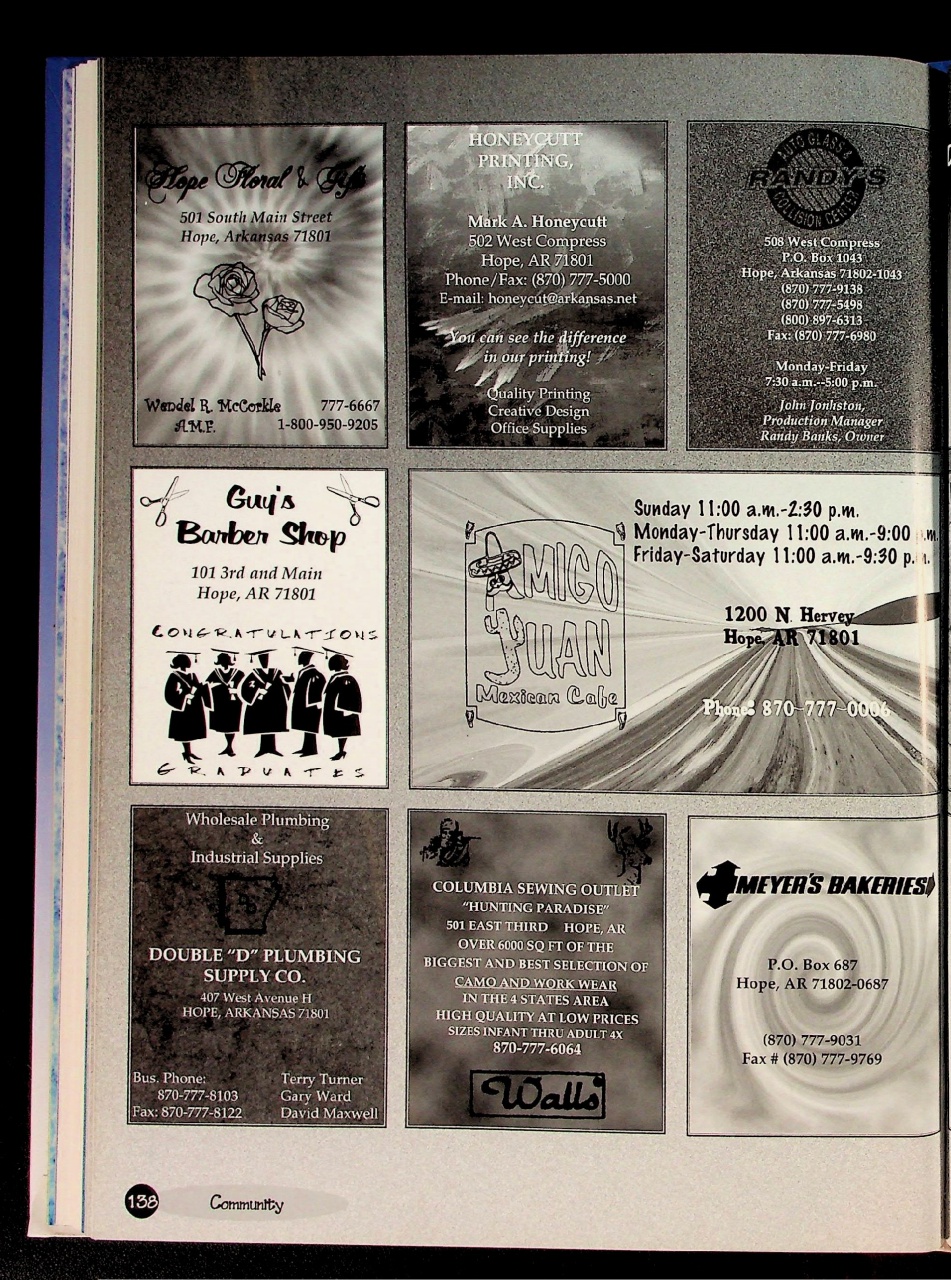 Hope Floral & Gifts
501 South Main Street
Hope, Arkansas 71801
Wendel R. McCorkle 777-6667
A.M.F. 1-800-950-9205
HONEYCUTT
PRINTING,
INC.
Mark A. Honeycutt
502 West Compress
Hope, AR 71801
Phone/Fax: (870) 777-5000
E-mail: honeycut@arkansas.net
You can see the difference
in our printing!
Quality Printing
Creative Design
Office Supplies
AUTO GLASS &
RANDY'S
COLLISION CENTER
508 West Compress
P.O. Box 1043
Hope, Arkansas 71802-1043
(870) 777-9138
(870) 777-5498
(800) 897-6313
Fax: (870) 777-6980
Monday-Friday
7:30 a.m.--5:00 p.m.
John Jonhston,
Production Manager
Randy Banks, Owner
Guy's
Barber Shop
101 3rd and Main
Hope, AR 71801
CONGRATULATIONS
GRADUATES
AMIGO
JUAN
Mexican Cafe
Sunday 11:00 a.m.-2:30 p.m.
Monday-Thursday 11:00 a.m.-9:00 p.m.
Friday-Saturday 11:00 a.m.-9:30 p.m.
1200 N. Hervey
Hope, AR 71801
Phone: 870-777-0006
Wholesale Plumbing
&
Industrial Supplies
DOUBLE "D" PLUMBING
SUPPLY CO.
407 West Avenue H
HOPE, ARKANSAS 71801
Bus. Phone: Terry Turner
870-777-8103 Gary Ward
Fax: 870-777-8122 David Maxwell
COLUMBIA SEWING OUTLET
"HUNTING PARADISE"
501 EAST THIRD HOPE, AR
OVER 6000 SQ FT OF THE
BIGGEST AND BEST SELECTION OF
CAMO AND WORK WEAR
IN THE 4 STATES AREA
HIGH QUALITY AT LOW PRICES
SIZES INFANT THRU ADULT 4X
870-777-6064
Walls
MEYER'S BAKERIES
P.O. Box 687
Hope, AR 71802-0687
(870) 777-9031
Fax # (870) 777-9769
138 Community